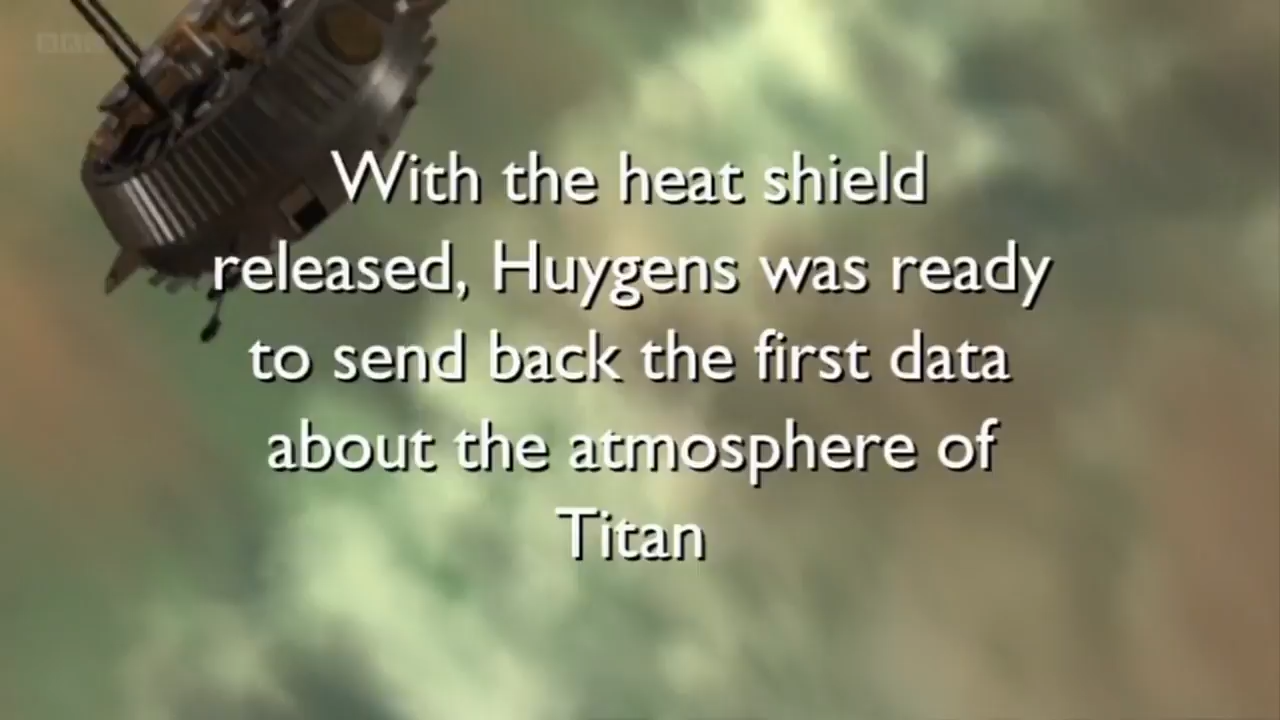 BBC
With the heat shield
released, Huygens was ready
to send back the first data
about the atmosphere of
Titan